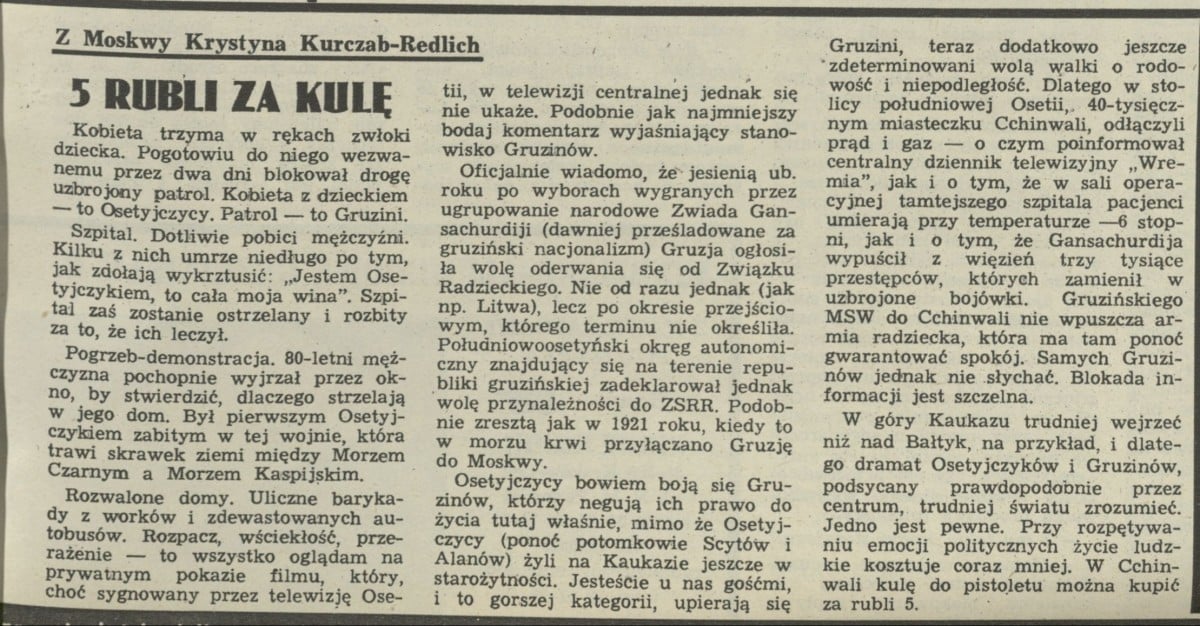 Z Moskwy Krystyna Kurczab-Redlich
5 RUBLI ZA KULĘ
Kobieta trzyma w rękach zwłoki
dziecka. Pogotowiu do niego wezwa-
nemu przez dwa dni blokował drogę
uzbrojony patrol. Kobieta z dzieckiem
— to Osetyjczycy. Patrol — to Gruzini.
Szpital. Dotliwie pobici mężczyźni.
Kilku z nich umrze niedługo po tym,
jak zdołają wykrztusić: „Jestem Ose-
tyjczykiem, to cała moja wina”. Szpi-
tal zaś zostanie ostrzelany i rozbity
za to, że ich leczył.
Pogrzeb-demonstracja. 80-letni męż-
czyzna pochopnie wyjrzał przez ok-
no, by stwierdzić, dlaczego strzelają
w jego dom. Był pierwszym Osetyj-
czykiem zabitym w tej wojnie, która
trawi skrawek ziemi między Morzem
Czarnym a Morzem Kaspijskim.
Rozwalone domy. Uliczne baryka-
dy z worków i zdewastowanych au-
tobusów. Rozpacz, wściekłość, prze-
rażenie — to wszystko oglądam na
prywatnym pokazie filmu, który,
choć sygnowany przez telewizję Ose-
tii, w telewizji centralnej jednak się
nie ukaże. Podobnie jak najmniejszy
bodaj komentarz wyjaśniający stano-
wisko Gruzinów.
Oficjalnie wiadomo, że jesienią ub.
roku po wyborach wygranych przez
ugrupowanie narodowe Zwiada Gan-
sachurdiji (dawniej prześladowane za
gruziński nacjonalizm) Gruzja ogłosi-
ła wolę oderwania się od Związku
Radzieckiego. Nie od razu jednak (jak
np. Litwa), lecz po okresie przejścio-
wym, którego terminu nie określiła.
Południowoosetyński okręg autonomi-
czny znajdujący się na terenie repu-
bliki gruzińskiej zadeklarował jednak
wolę przynależności do ZSRR. Podob-
nie zresztą jak w 1921 roku, kiedy to
w morzu krwi przyłączano Gruzję
do Moskwy.
Osetyjczycy bowiem boją się Gru-
zinów, którzy negują ich prawo do
życia tutaj właśnie, mimo że Osetyj-
czycy (ponoć potomkowie Scytów i
Alanów) żyli na Kaukazie jeszcze w
starożytności. Jesteście u nas gośćmi,
i to gorszej kategorii, upierają się
Gruzini, teraz dodatkowo jeszcze
zdeterminowani wolą walki o rodo-
wość i niepodległość. Dlatego w sto-
licy południowej Osetii, 40-tysięcz-
nym miasteczku Cchinwali, odłączyli
prąd i gaz — o czym poinformował
centralny dziennik telewizyjny „Wre-
mia”, jak i o tym, że w sali opera-
cyjnej tamtejszego szpitala pacjenci
umierają przy temperaturze —6 stop-
ni, jak i o tym, że Gansachurdija
wypuścił z więzień trzy tysiące
przestępców, których zamienił w
uzbrojone bojówki. Gruzińskiego
MSW do Cchinwali nie wpuszcza ar-
mia radziecka, która ma tam ponoć
gwarantować spokój. Samych Gruzi-
nów jednak nie słychać. Blokada in-
formacji jest szczelna.
W góry Kaukazu trudniej wejrzeć
niż nad Bałtyk, na przykład, i dlate-
go dramat Osetyjczyków i Gruzinów,
podsycany prawdopodobnie przez
centrum, trudniej światu zrozumieć.
Jedno jest pewne. Przy rozpętywa-
niu emocji politycznych życie ludz-
kie kosztuje coraz mniej. W Cchin-
wali kulę do pistoletu można kupić
za rubli 5.